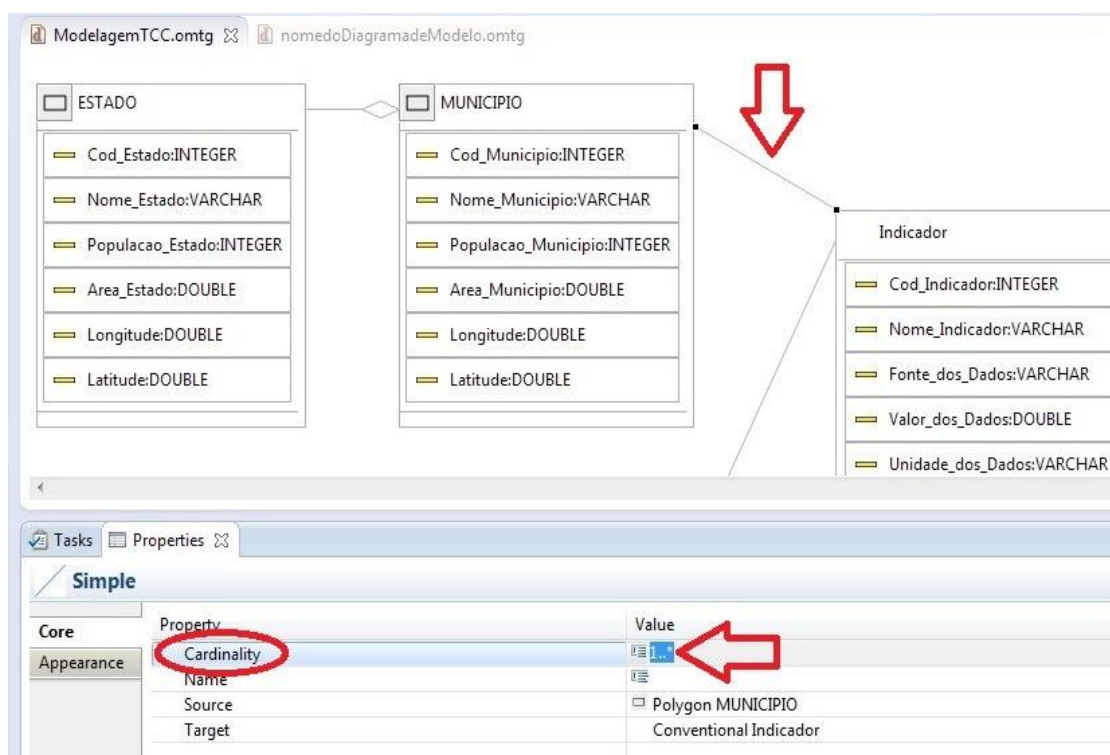 ModelagemTCC.omtg nomedoDiagramadeModelo.omtg
ESTADO
Cod_Estado:INTEGER
Nome_Estado:VARCHAR
Populacao_Estado:INTEGER
Area_Estado:DOUBLE
Longitude:DOUBLE
Latitude:DOUBLE
MUNICIPIO
Cod_Municipio:INTEGER
Nome_Municipio:VARCHAR
Populacao_Municipio:INTEGER
Area_Municipio:DOUBLE
Longitude:DOUBLE
Latitude:DOUBLE
Indicador
Cod_Indicador:INTEGER
Nome_Indicador:VARCHAR
Fonte_dos_Dados:VARCHAR
Valor_dos_Dados:DOUBLE
Unidade_dos_Dados:VARCHAR
Tasks Properties
Simple
Core
Appearance
Property Value
Cardinality 1..*
Name
Source Polygon MUNICIPIO
Target Conventional Indicador